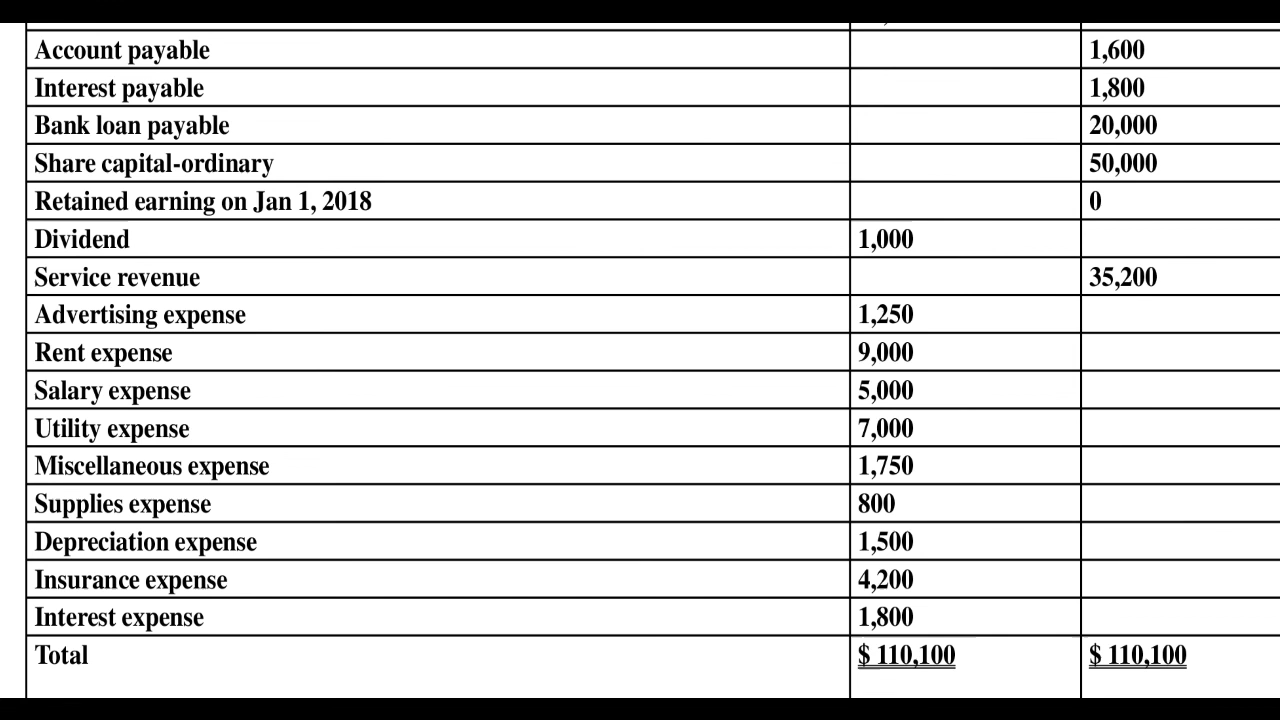 Account payable 1,600
Interest payable 1,800
Bank loan payable 20,000
Share capital-ordinary 50,000
Retained earning on Jan 1, 2018 0
Dividend 1,000
Service revenue 35,200
Advertising expense 1,250
Rent expense 9,000
Salary expense 5,000
Utility expense 7,000
Miscellaneous expense 1,750
Supplies expense 800
Depreciation expense 1,500
Insurance expense 4,200
Interest expense 1,800
Total $ 110,100 $ 110,100